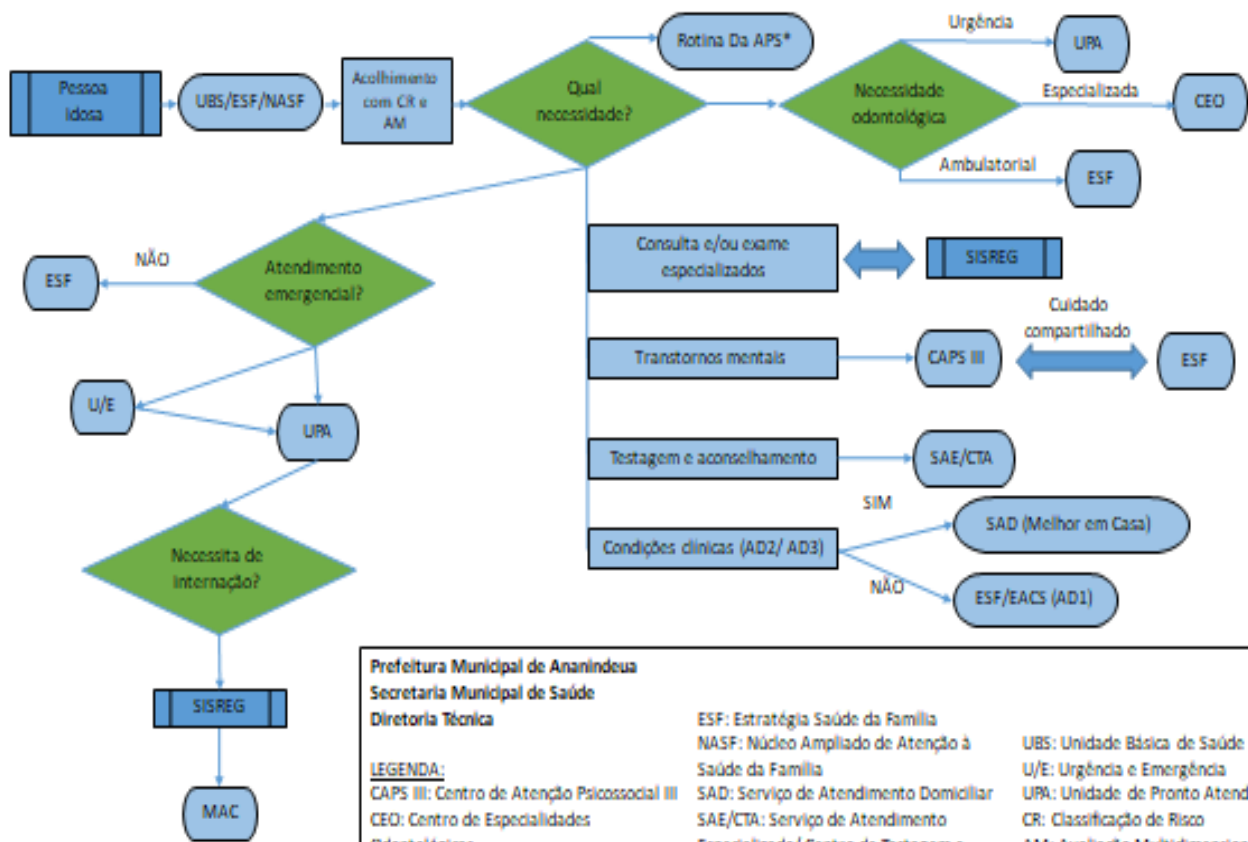 Pessoa
idosa
UBS/ESF/NASF
Acolhimento
com CR e
AM
Qual
necessidade?
Rotina Da APS*
Necessidade
odontológica
Urgência
UPA
Especializada
CEO
Ambulatorial
ESF
Atendimento
emergencial?
NÃO
ESF
U/E
UPA
Necessita de
internação?
SISREG
MAC
Consulta e/ou exame
especializados
SISREG
Transtornos mentais
CAPS III
Cuidado
compartilhado
ESF
Testagem e aconselhamento
SAE/CTA
Condições clínicas (AD2/ AD3)
SIM
SAD (Melhor em Casa)
NÃO
ESF/EACS (AD1)
Prefeitura Municipal de Ananindeua
Secretaria Municipal de Saúde
Diretoria Técnica
LEGENDA:
CAPS III: Centro de Atenção Psicossocial III
CEO: Centro de Especialidades
ESF: Estratégia Saúde da Família
NASF: Núcleo Ampliado de Atenção à
Saúde da Família
SAD: Serviço de Atendimento Domiciliar
SAE/CTA: Serviço de Atendimento
UBS: Unidade Básica de Saúde
U/E: Urgência e Emergência
UPA: Unidade de Pronto Atend
CR: Classificação de Risco